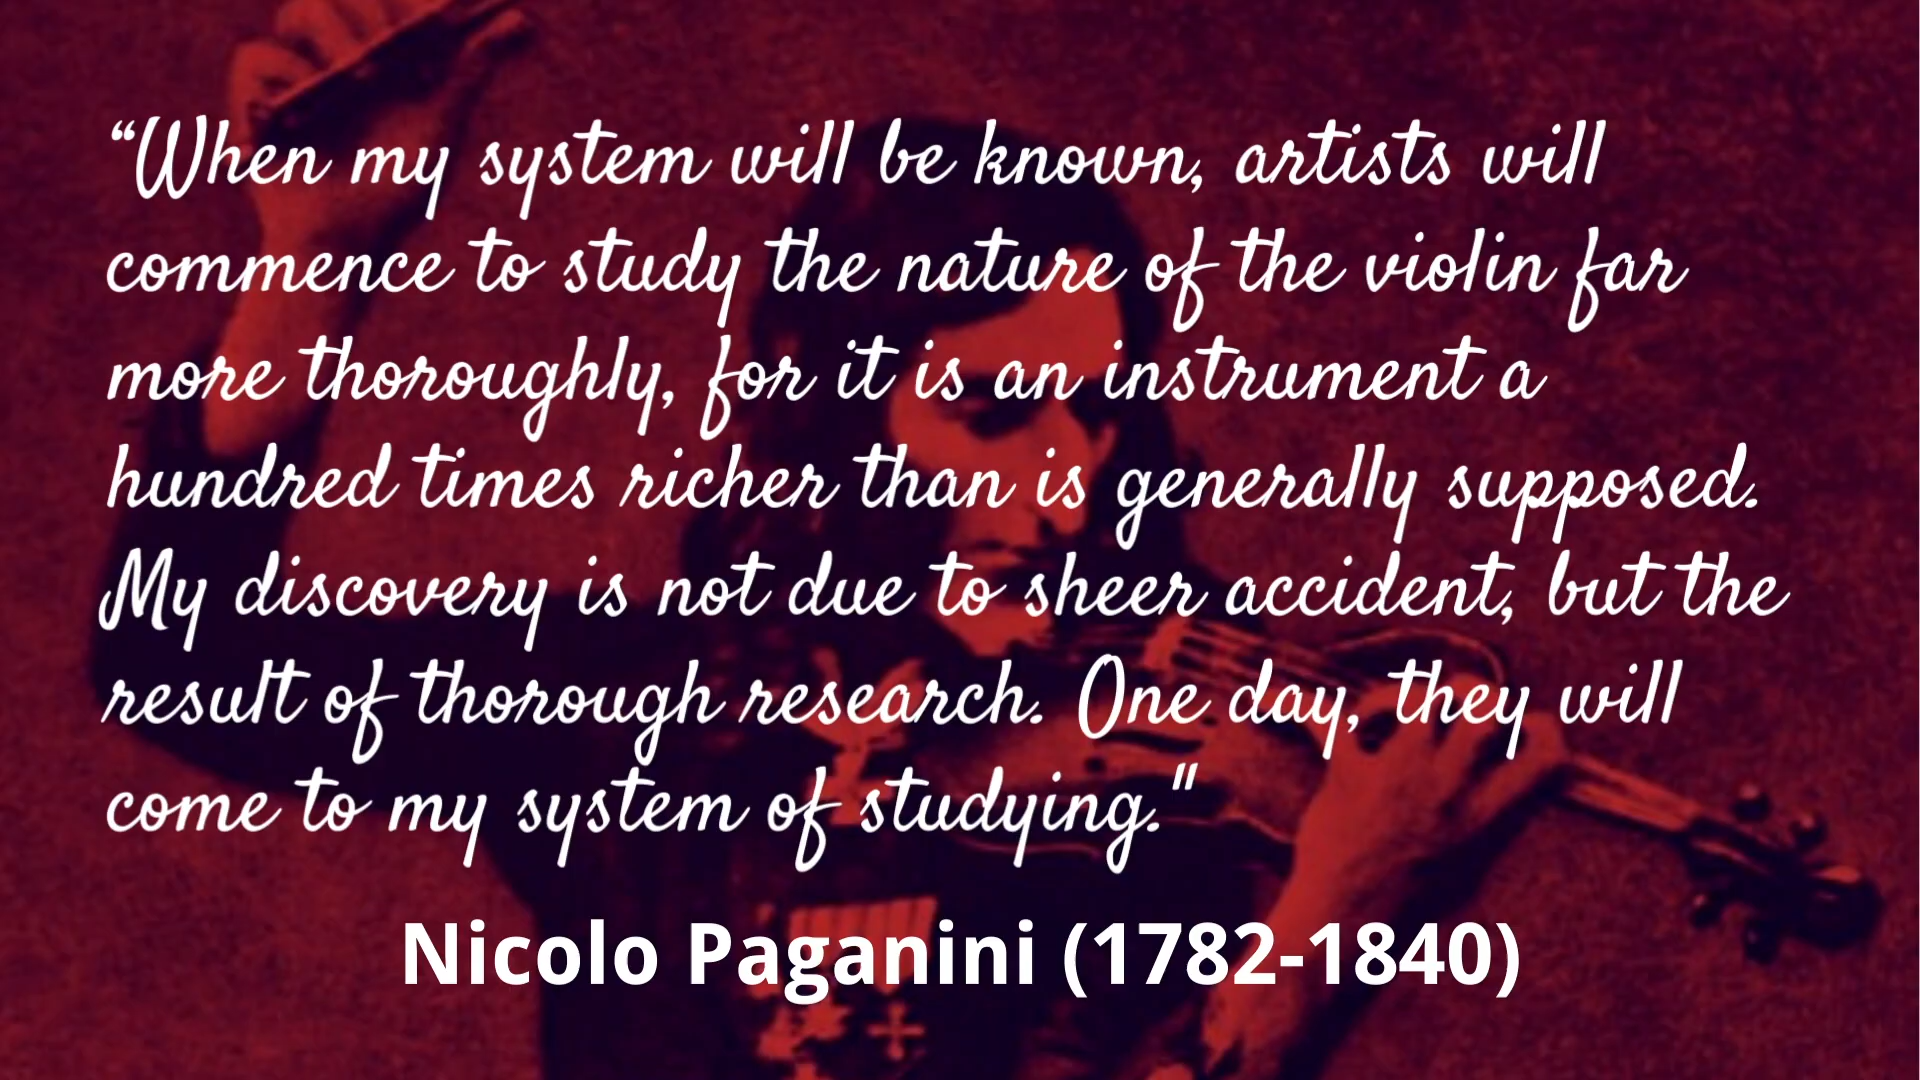 “When my system will be known, artists will
commence to study the nature of the violin far
more thoroughly, for it is an instrument a
hundred times richer than is generally supposed.
My discovery is not due to sheer accident, but the
result of thorough research. One day, they will
come to my system of studying."
Nicolo Paganini (1782-1840)